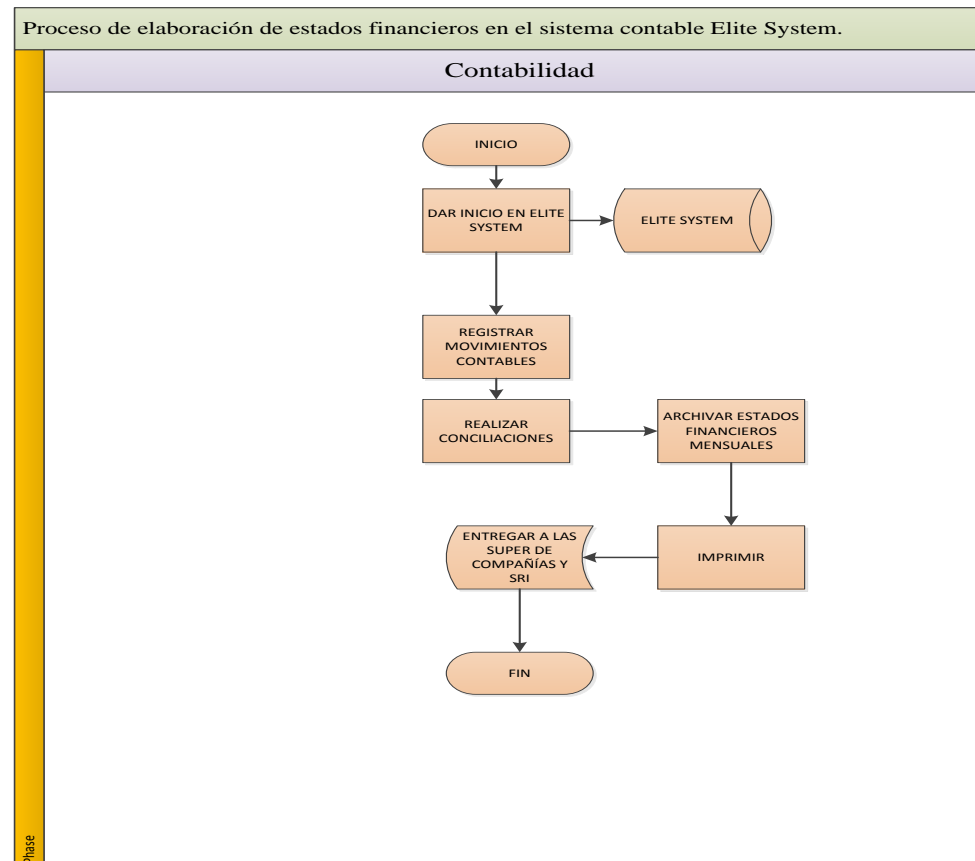 Proceso de elaboración de estados financieros en el sistema contable Elite System.
Contabilidad
INICIO
DAR INICIO EN ELITE
SYSTEM
ELITE SYSTEM
REGISTRAR
MOVIMIENTOS
CONTABLES
REALIZAR
CONCILIACIONES
ARCHIVAR ESTADOS
FINANCIEROS
MENSUALES
IMPRIMIR
ENTREGAR A LAS
SUPER DE
COMPAÑÍAS Y
SRI
FIN
Phase